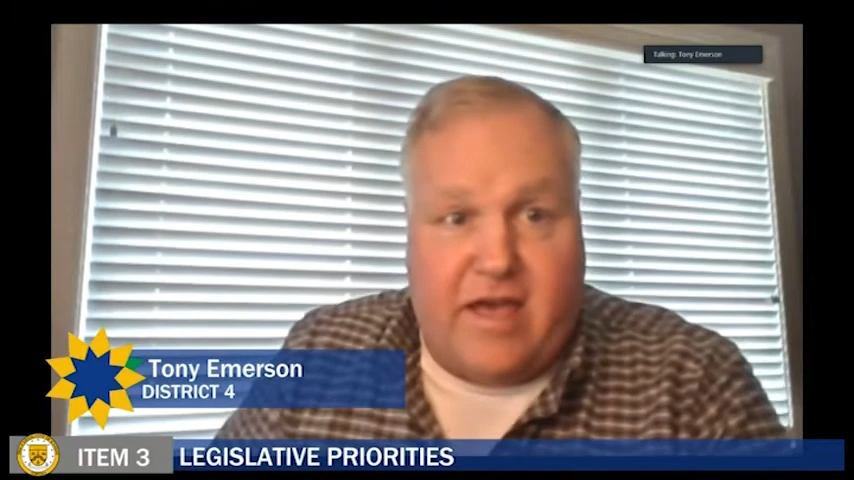 Talking: Tony Emerson
Tony Emerson
DISTRICT 4
ITEM 3
LEGISLATIVE PRIORITIES